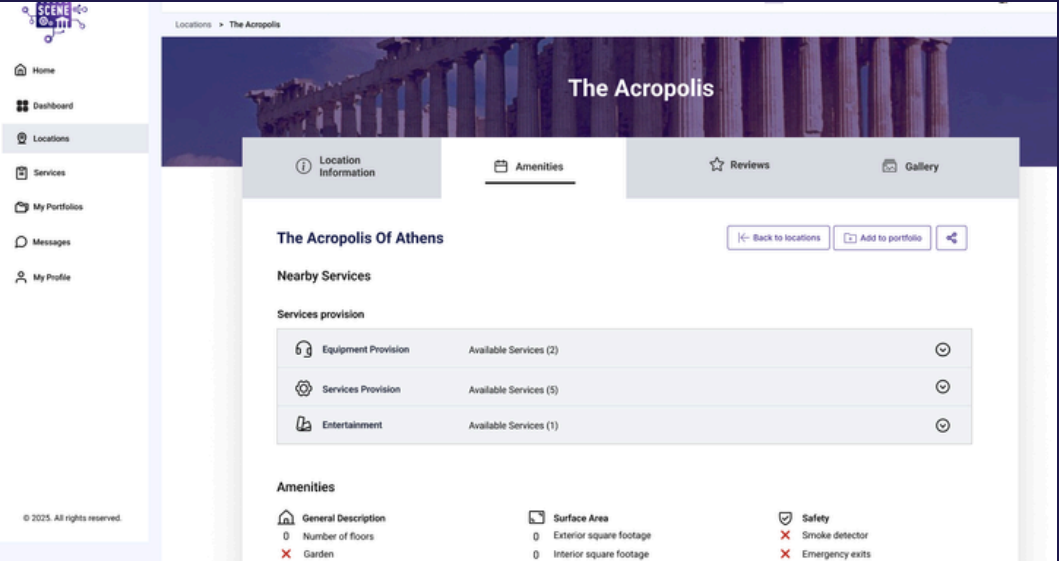 SCENE
Home
Dashboard
Locations
Services
My Portfolios
Messages
My Profile
© 2025. All rights reserved.
Locations > The Acropolis
The Acropolis
Location
Information
Amenities
Reviews
Gallery
The Acropolis Of Athens
Back to locations
Add to portfolio
Nearby Services
Services provision
Equipment Provision Available Services (2)
Services Provision Available Services (5)
Entertainment Available Services (1)
Amenities
General Description
0 Number of floors
Garden
Surface Area
0 Exterior square footage
0 Interior square footage
Safety
Smoke detector
Emergency exits